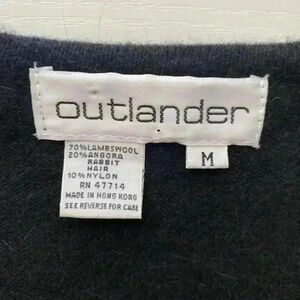 outlander
70%LAMBSWOOL
20%ANGORA
RABBIT
HAIR
10%NYLON
RN 47714
MADE IN HONG KONG
SEE REVERSE FOR CARE
M